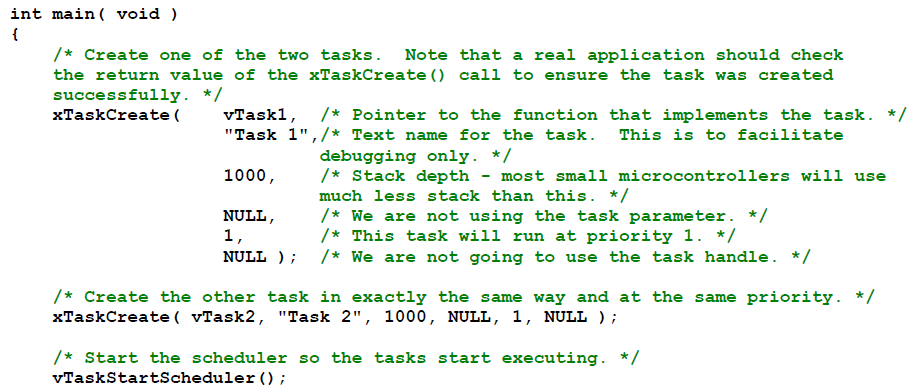 int main( void )
{
/* Create one of the two tasks. Note that a real application should check
the return value of the xTaskCreate() call to ensure the task was created
successfully. */
xTaskCreate( vTask1, /* Pointer to the function that implements the task. */
"Task 1",/* Text name for the task. This is to facilitate
debugging only. */
1000, /* Stack depth - most small microcontrollers will use
much less stack than this. */
NULL, /* We are not using the task parameter. */
1, /* This task will run at priority 1. */
NULL ); /* We are not going to use the task handle. */
/* Create the other task in exactly the same way and at the same priority. */
xTaskCreate( vTask2, "Task 2", 1000, NULL, 1, NULL );
/* Start the scheduler so the tasks start executing. */
vTaskStartScheduler();